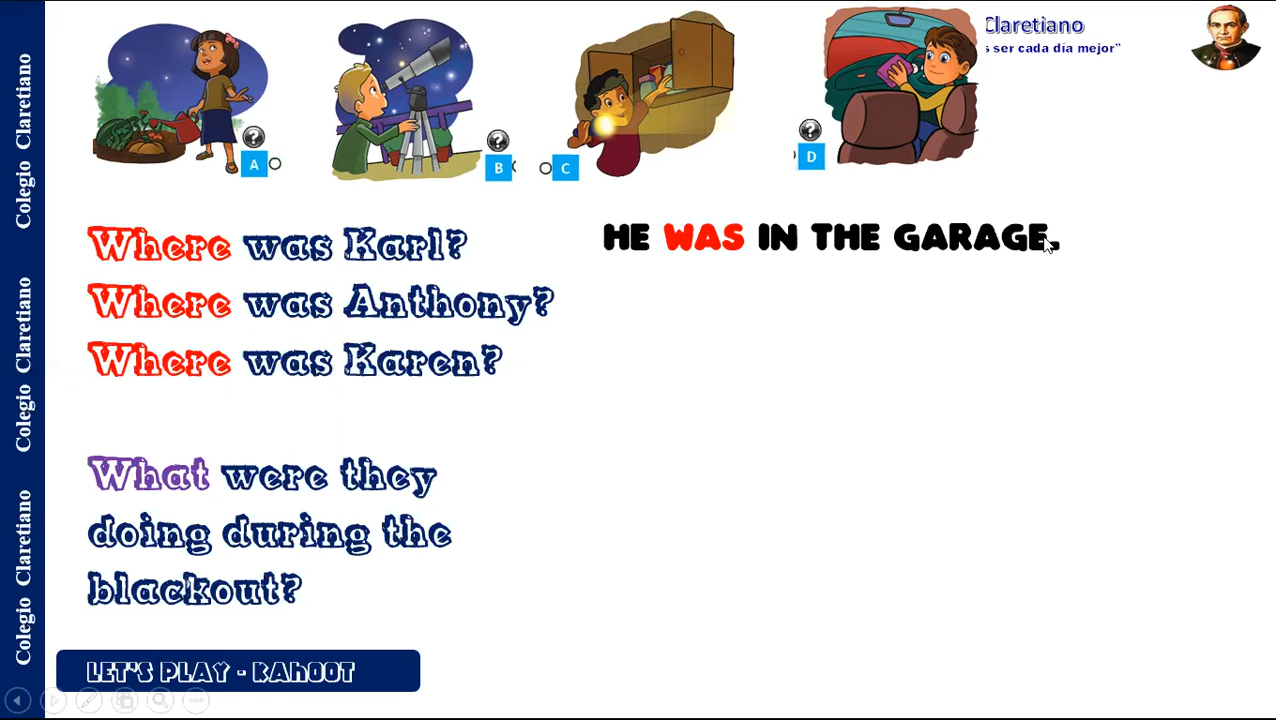 Claretiano
s ser cada día mejor"
? ? ?
A B C D
Where was Karl?
HE WAS IN THE GARAGE.
Where was Anthony?
Where was Karen?
What were they
doing during the
blackout?
LET'S PLAY - KAHOOT
Colegio Claretiano
Colegio Claretiano
Colegio Claretiano